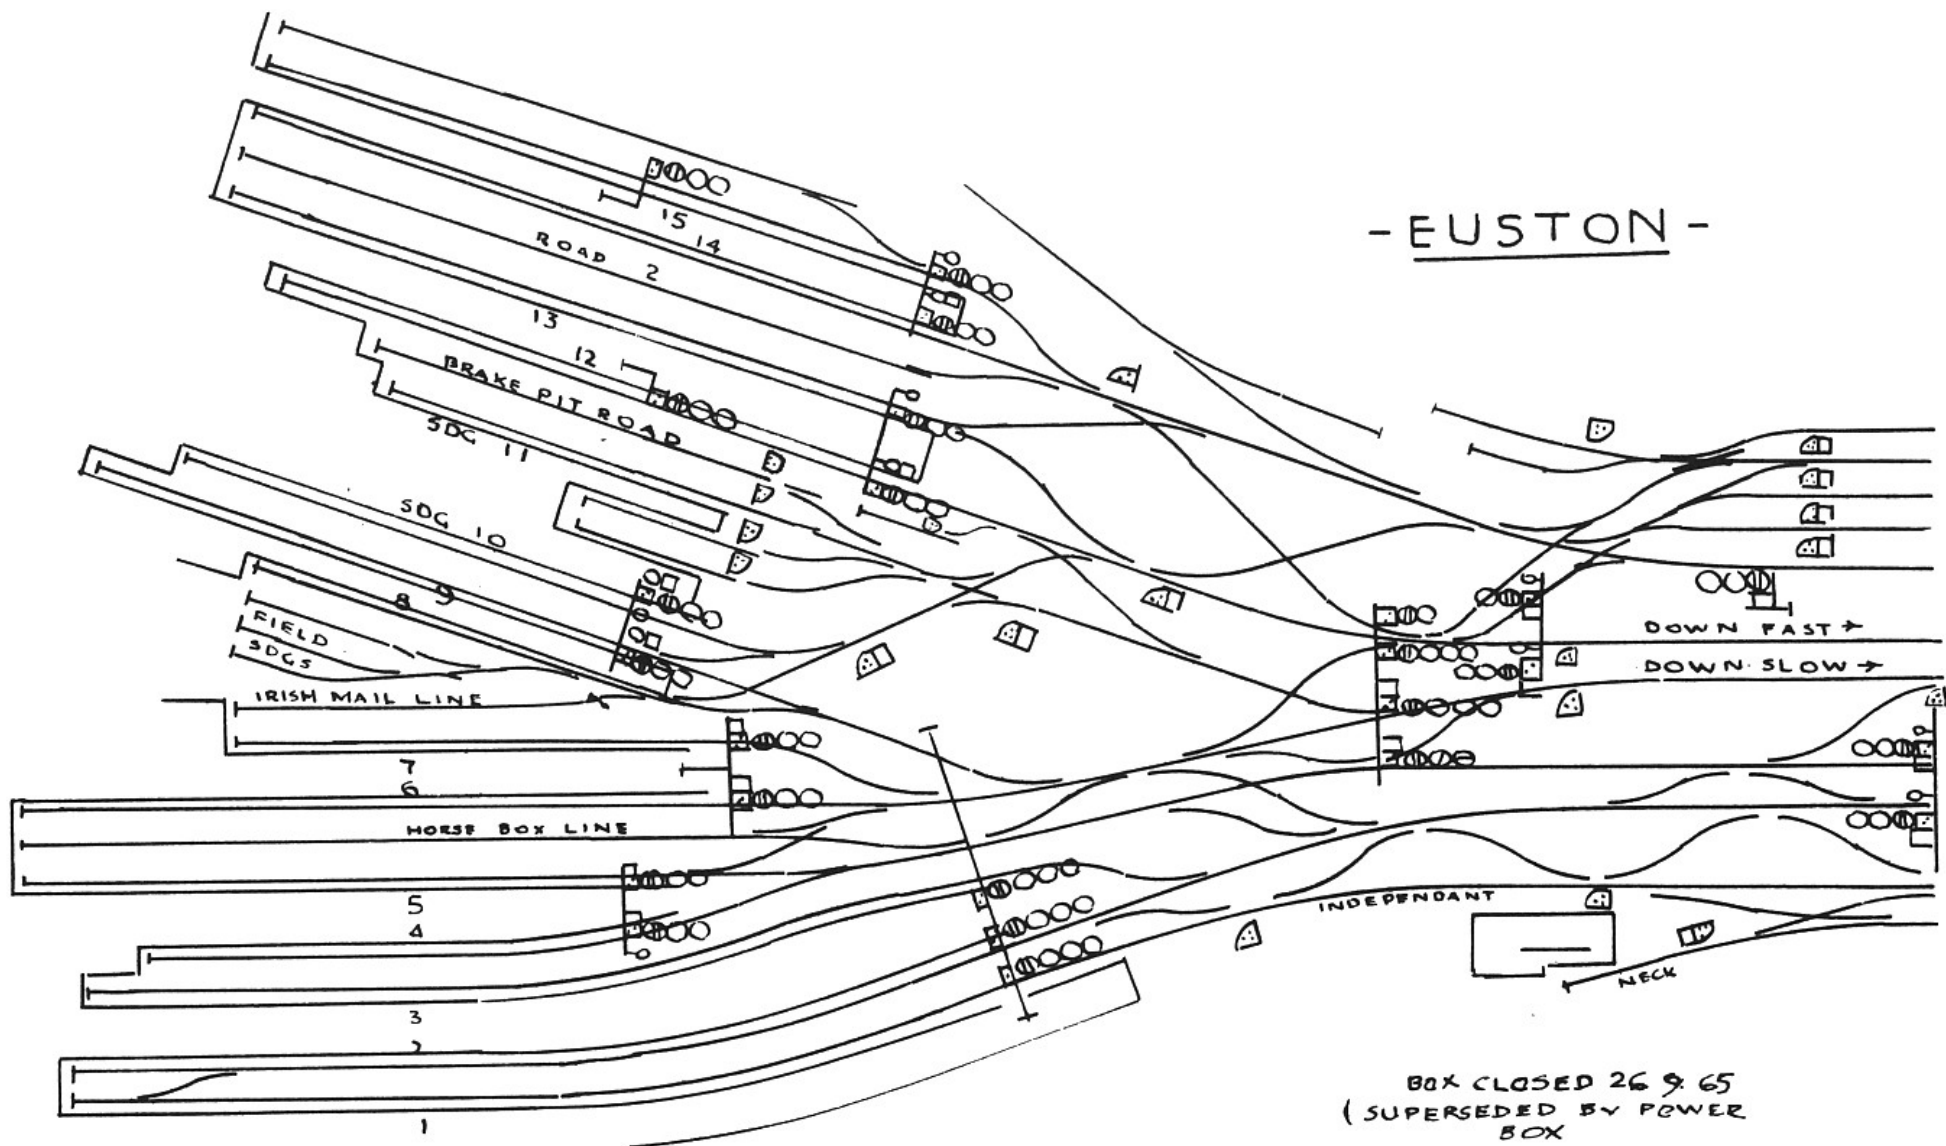 - EUSTON -
15
14
ROAD 2
13
12
BRAKE PIT ROAD
SDG 11
SDG 10
9
8
FIELD
SDGS
IRISH MAIL LINE
7
6
HORSE BOX LINE
5
4
3
2
1
DOWN FAST →
DOWN SLOW →
INDEPENDANT
NECK
BOX CLOSED 26 9. 65
( SUPERSEDED BY POWER
BOX